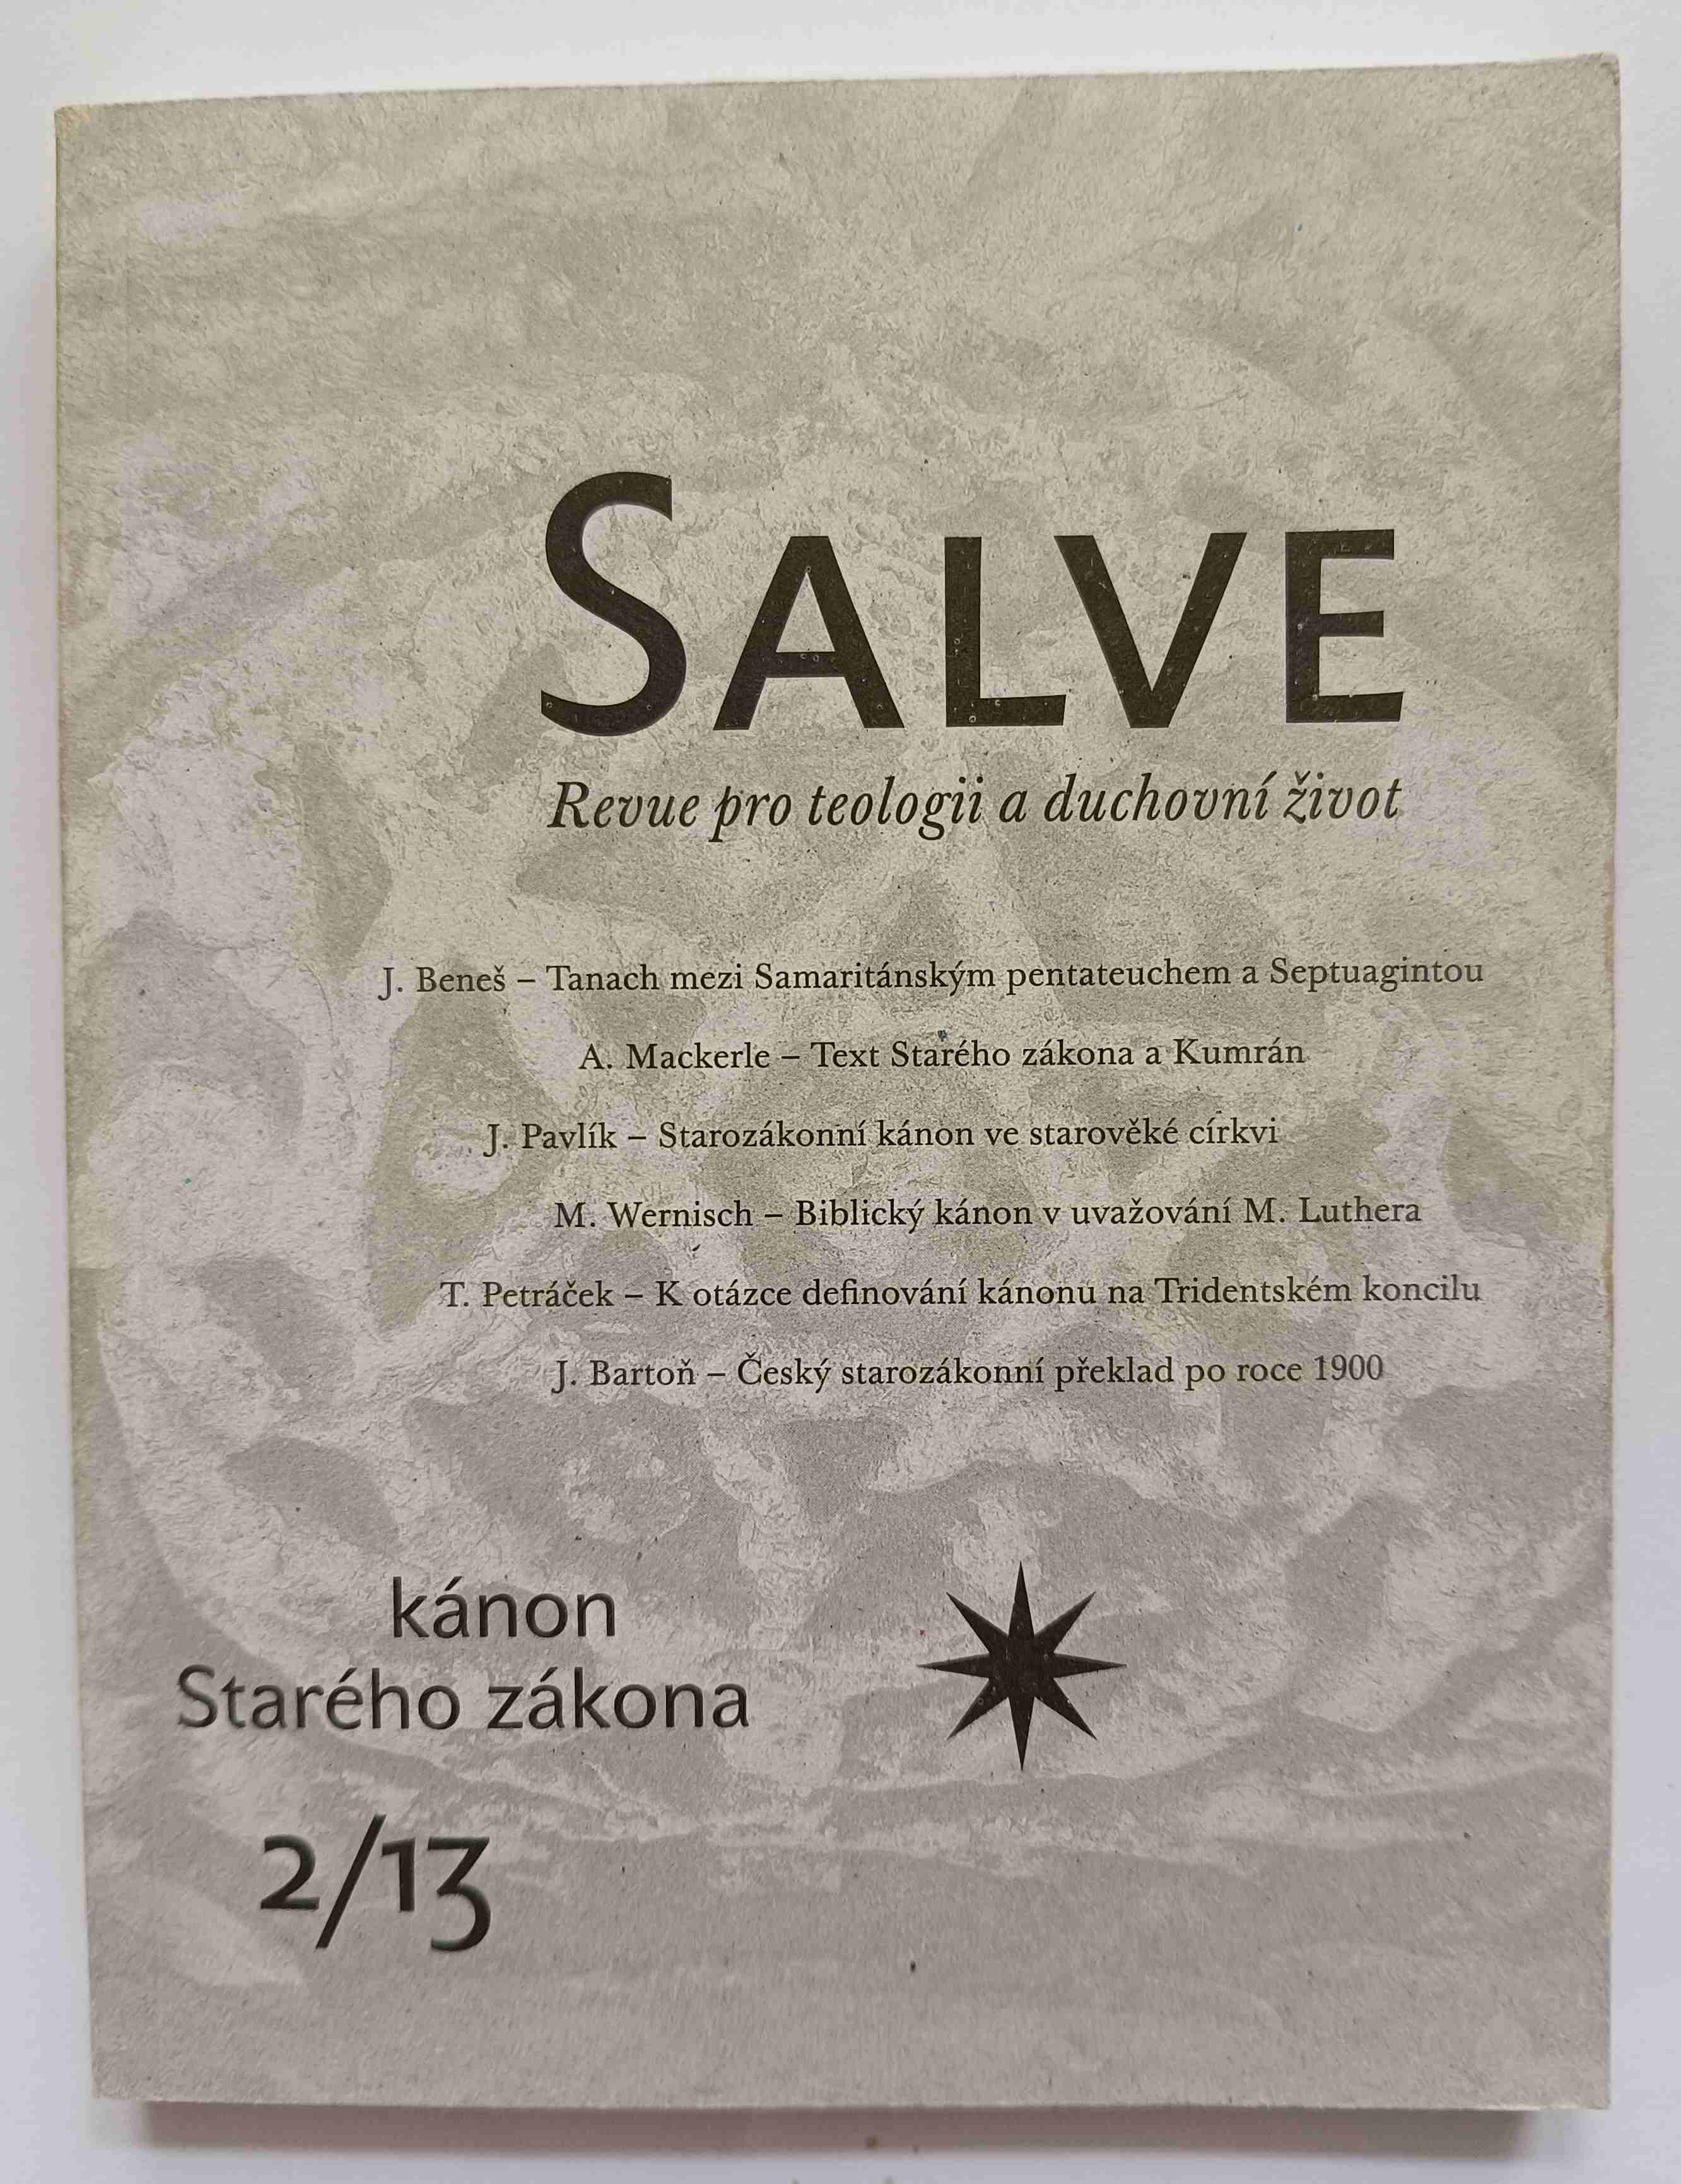 SALVE
Revue pro teologii a duchovní život
J. Beneš – Tanach mezi Samaritánským pentateuchem a Septuagintou
A. Mackerle – Text Starého zákona a Kumrán
J. Pavlík – Starozákonní kánon ve starověké církvi
M. Wernisch – Biblický kánon v uvažování M. Luthera
T. Petráček – K otázce definování kánonu na Tridentském koncilu
J. Bartoň – Český starozákonní překlad po roce 1900
kánon
Starého zákona
2/13